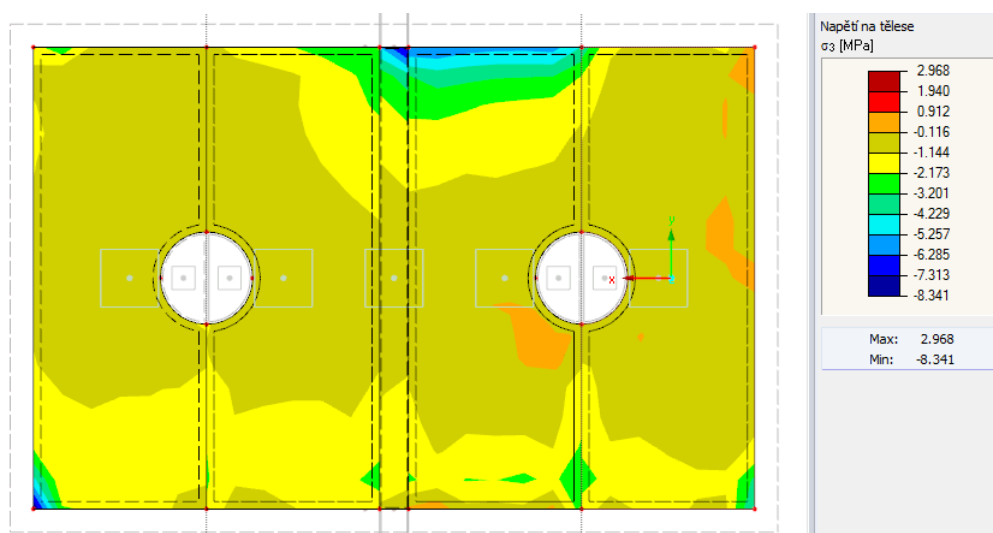 Napětí na tělese
σ3 [MPa]
2.968
1.940
0.912
-0.116
-1.144
-2.173
-3.201
-4.229
-5.257
-6.285
-7.313
-8.341
Max: 2.968
Min: -8.341
y
x